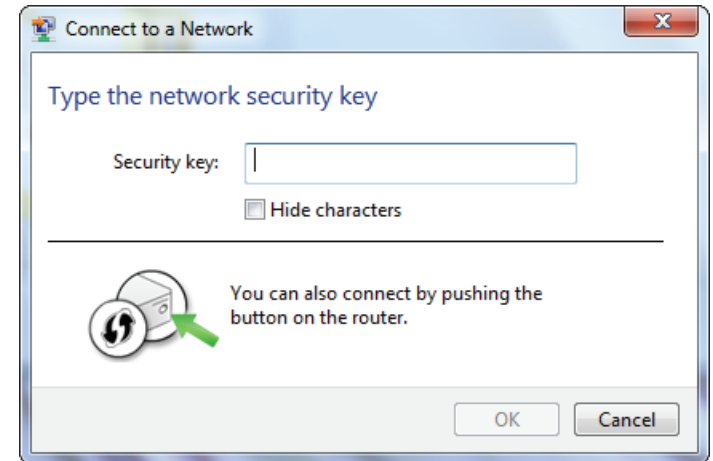 Connect to a Network
Type the network security key
Security key:
Hide characters
You can also connect by pushing the
button on the router.
OK
Cancel